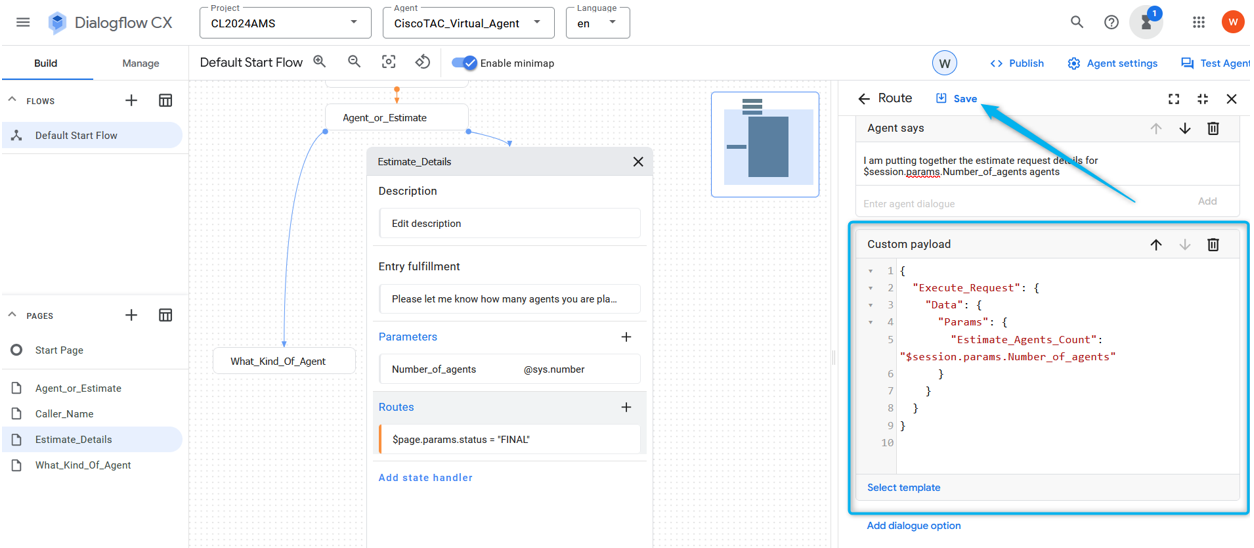 Dialogflow CX
Project
CL2024AMS
Agent
CiscoTAC_Virtual_Agent
Language
en
1
W
Build
Manage
Default Start Flow
Enable minimap
W
Publish
Agent settings
Test Agent
FLOWS
Default Start Flow
PAGES
Start Page
Agent_or_Estimate
Caller_Name
Estimate_Details
What_Kind_Of_Agent
Agent_or_Estimate
What_Kind_Of_Agent
Estimate_Details
Description
Edit description
Entry fulfillment
Please let me know how many agents you are pla...
Parameters
Number_of_agents @sys.number
Routes
$page.params.status = "FINAL"
Add state handler
Route
Save
Agent says
I am putting together the estimate request details for
$session.params.Number_of_agents agents
Enter agent dialogue
Add
Custom payload
1 {
2 "Execute_Request": {
3 "Data": {
4 "Params": {
5 "Estimate_Agents_Count":
"$session.params.Number_of_agents"
6 }
7 }
8 }
9 }
10
Select template
Add dialogue option